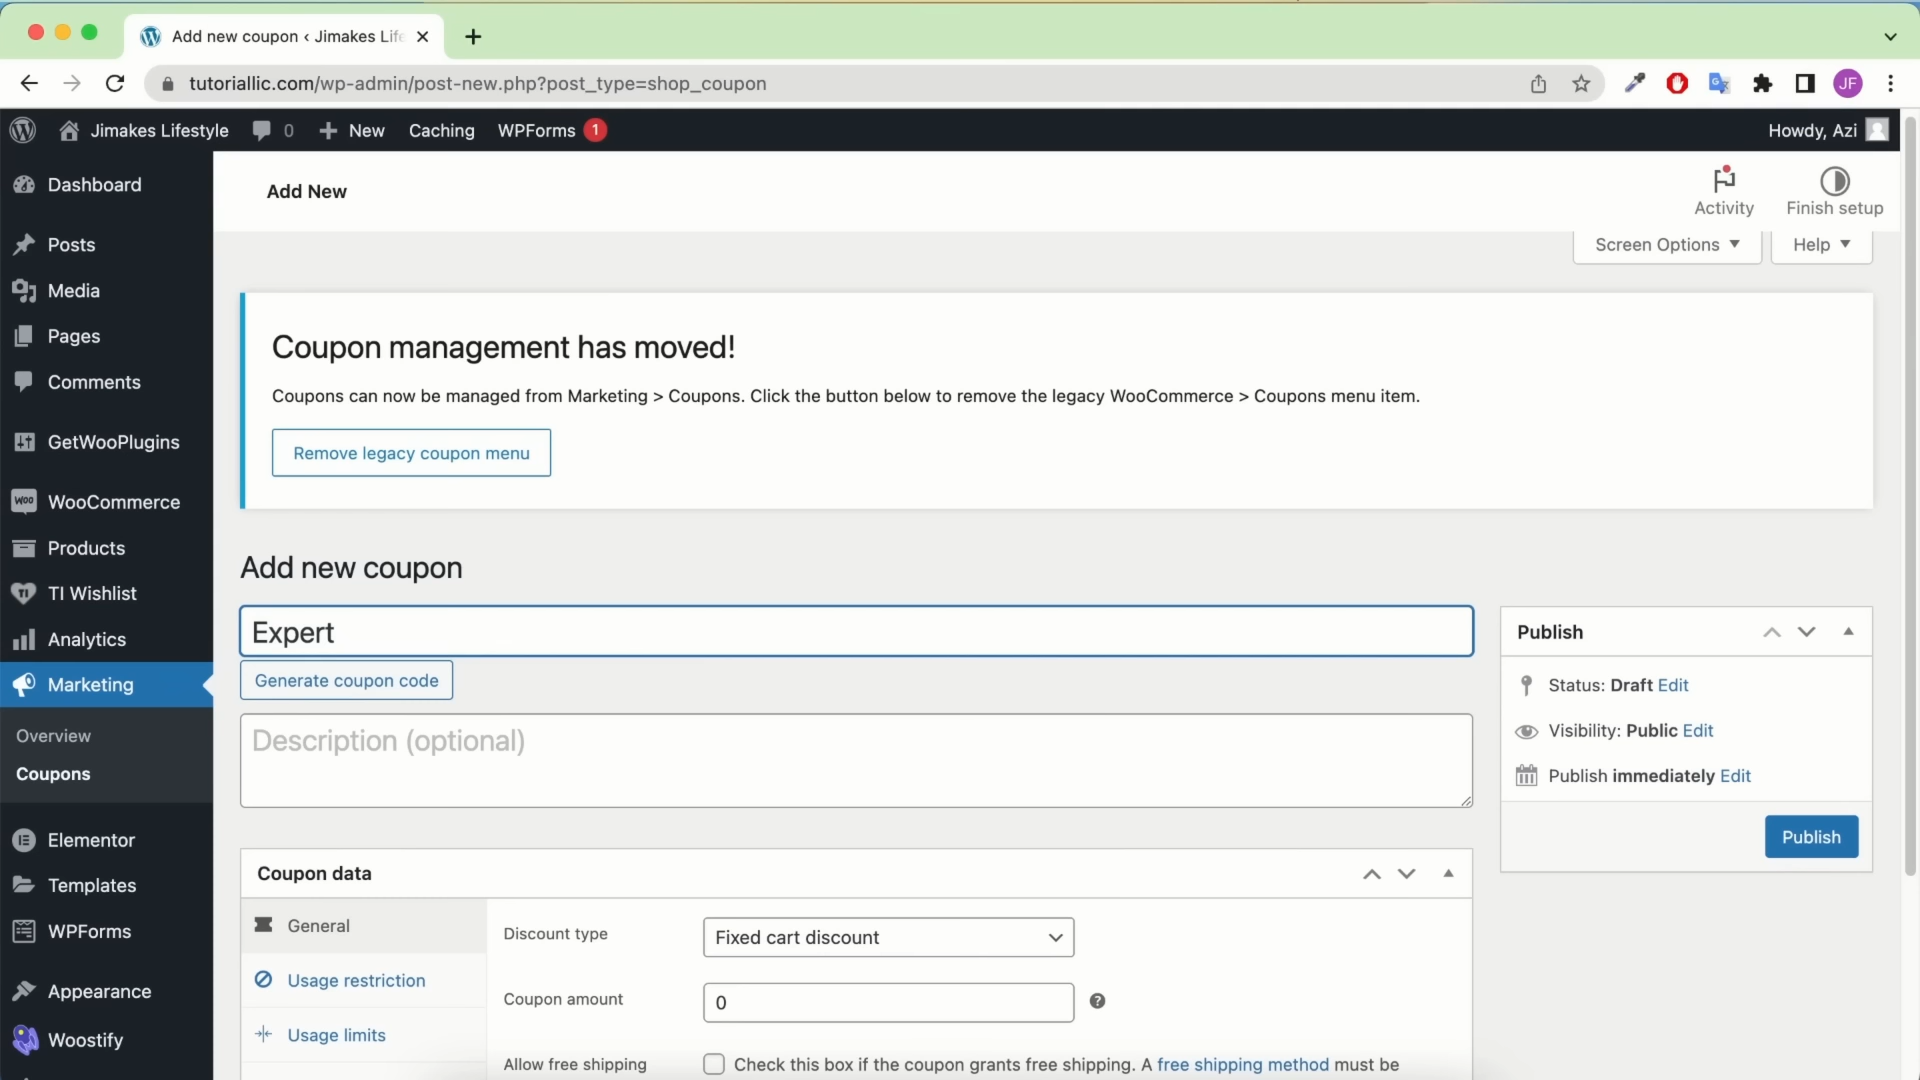 Add new coupon ‹ Jimakes Life
tutoriallic.com/wp-admin/post-new.php?post_type=shop_coupon
JF
Jimakes Lifestyle 0 New Caching WPForms 1 Howdy, Azi
Dashboard
Posts
Media
Pages
Comments
GetWooPlugins
WooCommerce
Products
TI Wishlist
Analytics
Marketing
Overview
Coupons
Elementor
Templates
WPForms
Appearance
Woostify
Add New
Activity
Finish setup
Screen Options
Help
Coupon management has moved!
Coupons can now be managed from Marketing > Coupons. Click the button below to remove the legacy WooCommerce > Coupons menu item.
Remove legacy coupon menu
Add new coupon
Expert
Generate coupon code
Description (optional)
Publish
Status: Draft Edit
Visibility: Public Edit
Publish immediately Edit
Publish
Coupon data
General
Usage restriction
Usage limits
Discount type Fixed cart discount
Coupon amount 0
Allow free shipping Check this box if the coupon grants free shipping. A free shipping method must be